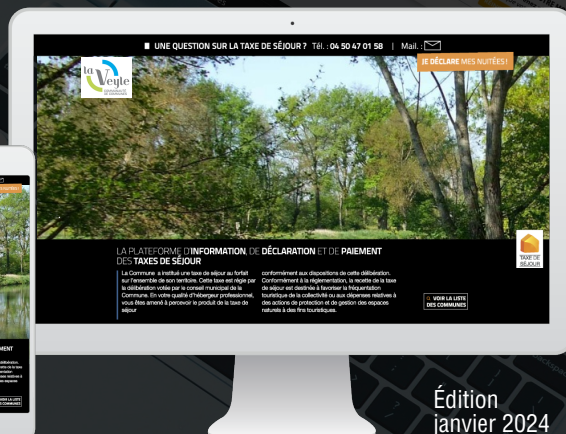 UNE QUESTION SUR LA TAXE DE SÉJOUR ? Tél. : 04 50 47 01 58 | Mail. :
JE DÉCLARE MES NUITÉES !
la Veyle
COMMUNAUTÉ
DE COMMUNES
LA PLATEFORME D'INFORMATION, DE DÉCLARATION ET DE PAIEMENT
DES TAXES DE SÉJOUR
La Commune a institué une taxe de séjour au forfait
sur l'ensemble de son territoire. Cette taxe est régie par
la délibération votée par le conseil municipal de la
Commune. En votre qualité d'hébergeur professionnel,
vous êtes amené à percevoir le produit de la taxe de
séjour
conformément aux dispositions de cette délibération.
Conformément à la réglementation, la recette de la taxe
de séjour est destinée à favoriser la fréquentation
touristique de la collectivité ou aux dépenses relatives à
des actions de protection et de gestion des espaces
naturels à des fins touristiques.
TAXE DE
SÉJOUR
VOIR LA LISTE
DES COMMUNES
Édition
janvier 2024